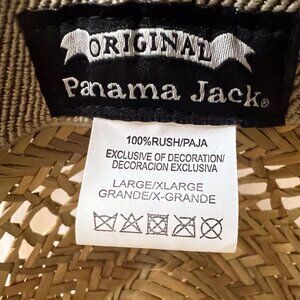 ORIGINAL
Panama Jack®
100%RUSH/PAJA
EXCLUSIVE OF DECORATION/
DECORACION EXCLUSIVA
LARGE/XLARGE
GRANDE/X-GRANDE